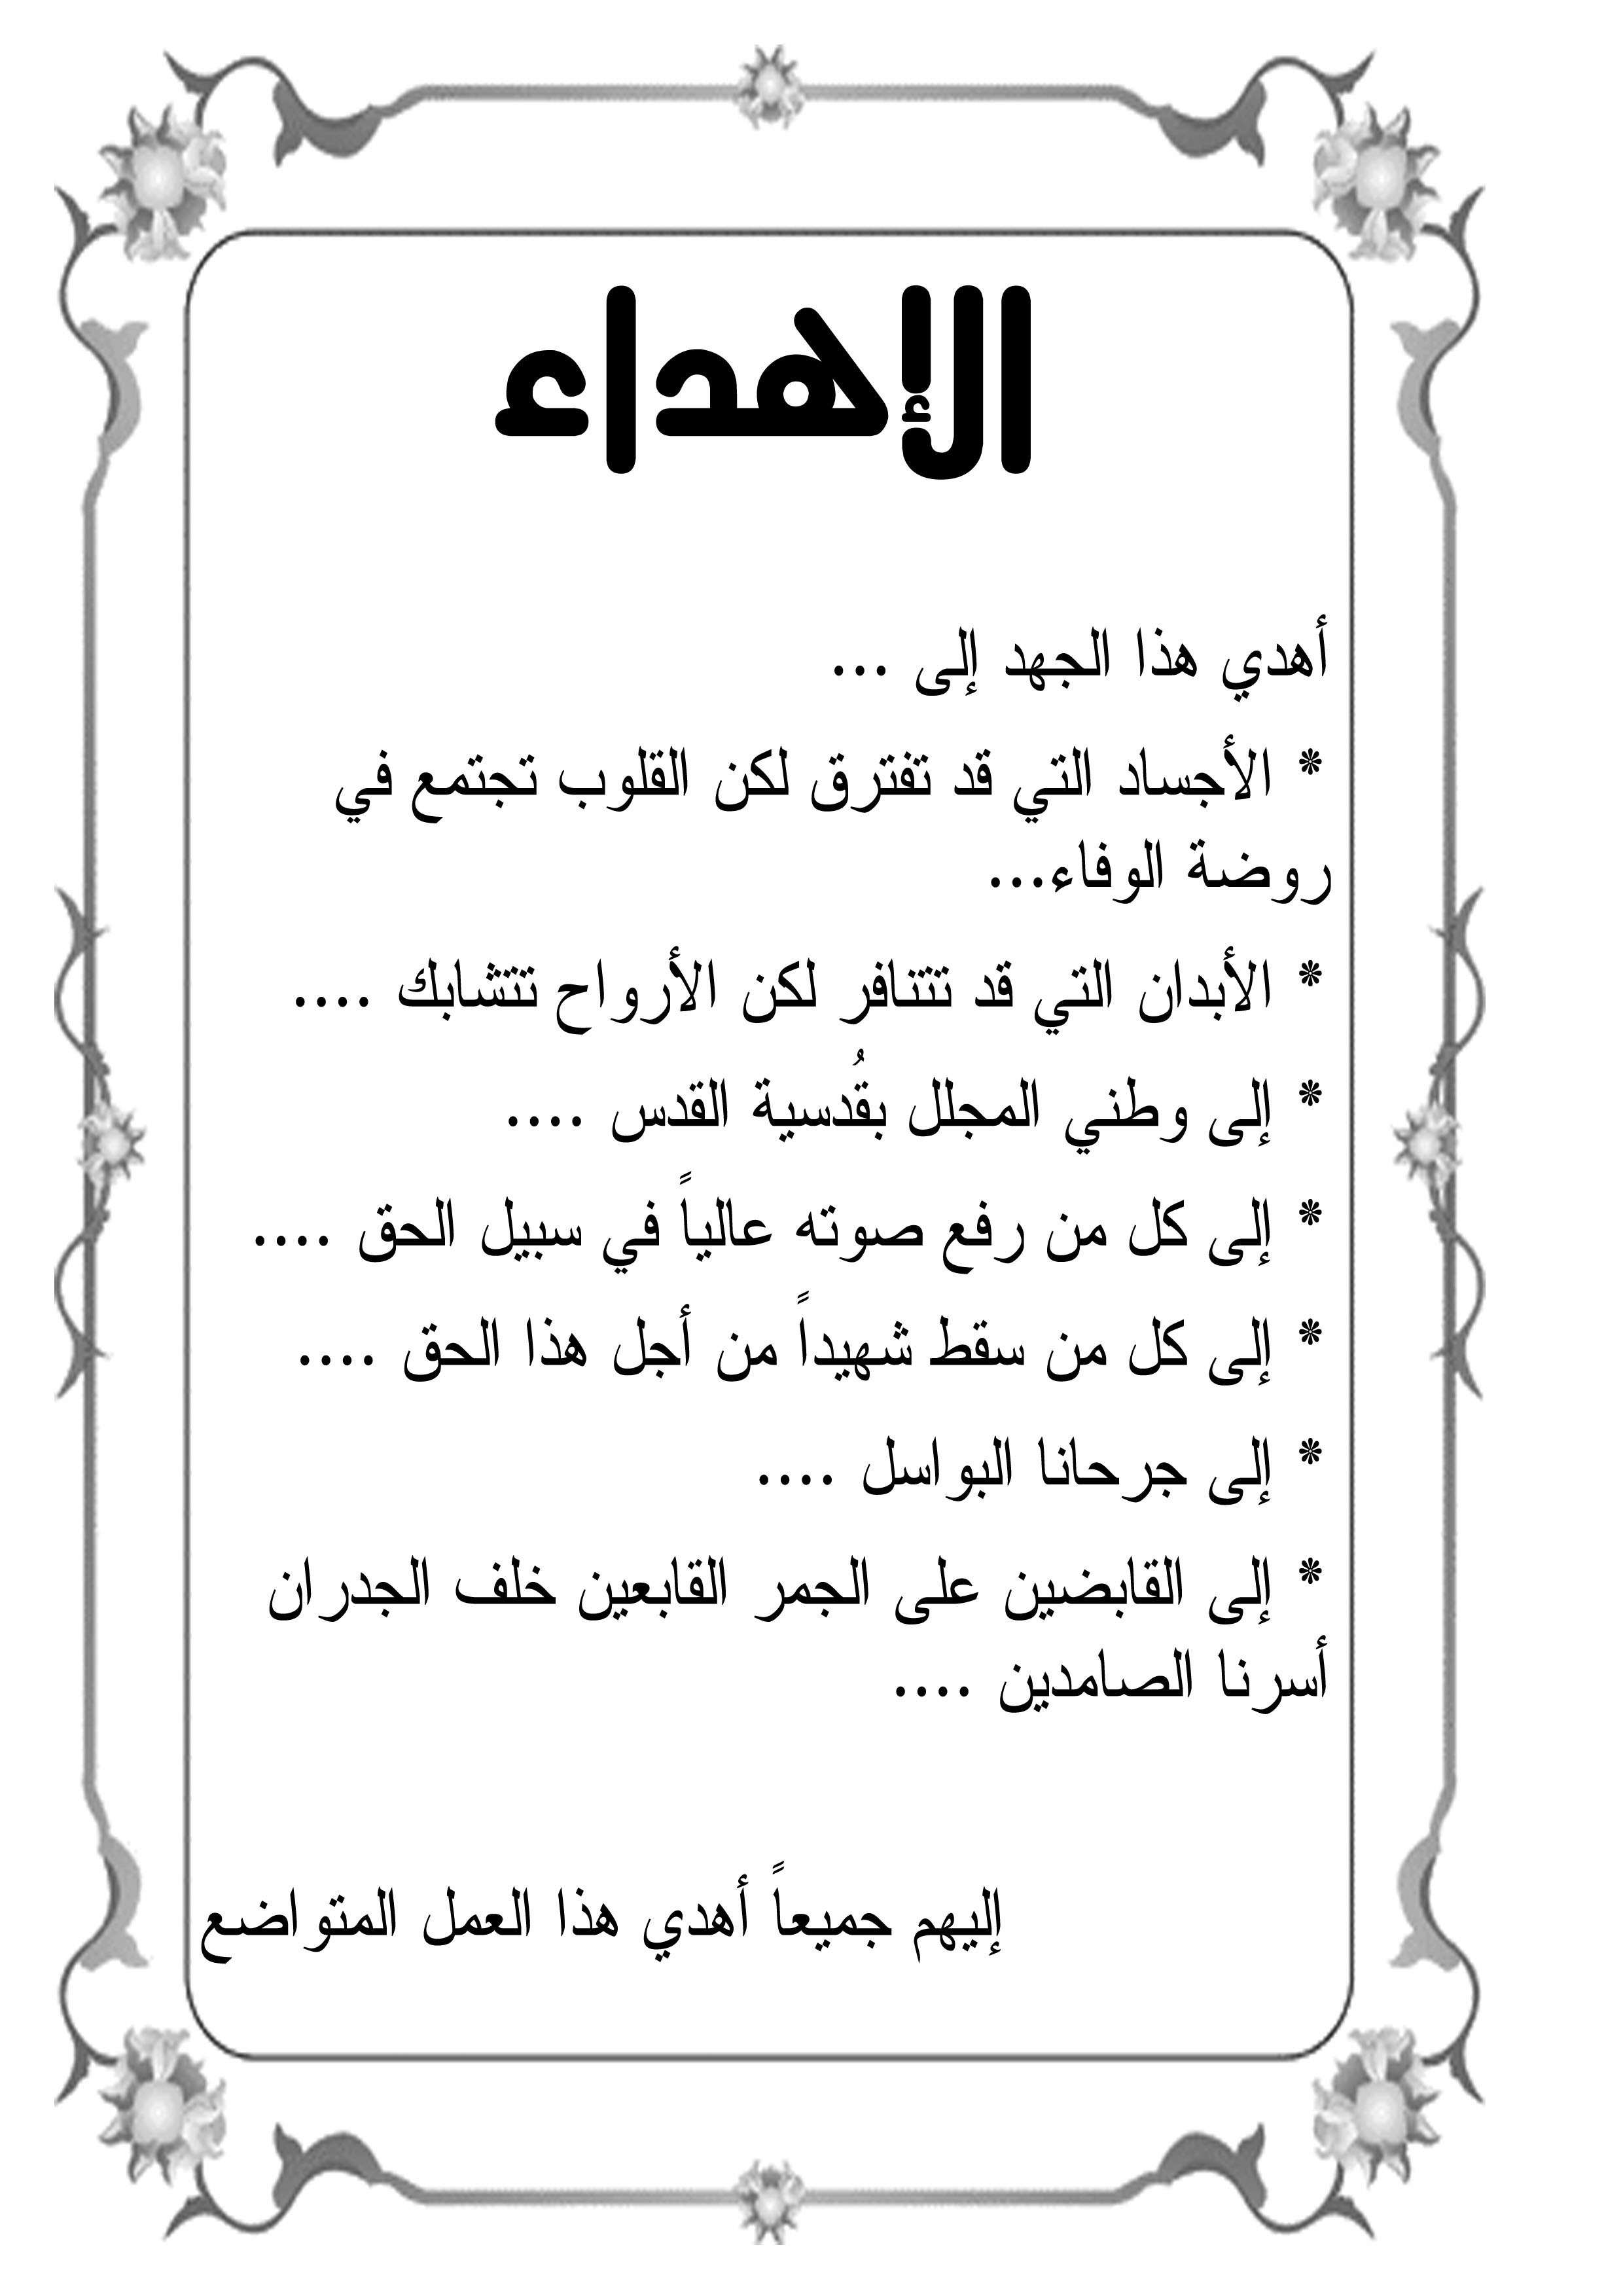 الإهداء
أهدي هذا الجهد إلى ...
* الأجساد التي قد تفترق لكن القلوب تجتمع في
روضة الوفاء...
* الأبدان التي قد تتنافر لكن الأرواح تتشابك ....
* إلى وطني المجلل بقُدسية القدس ....
* إلى كل من رفع صوته عالياً في سبيل الحق ....
* إلى كل من سقط شهيداً من أجل هذا الحق ....
* إلى جرحانا البواسل ....
* إلى القابضين على الجمر القابعين خلف الجدران
أسرنا الصامدين ....
إليهم جميعاً أهدي هذا العمل المتواضع